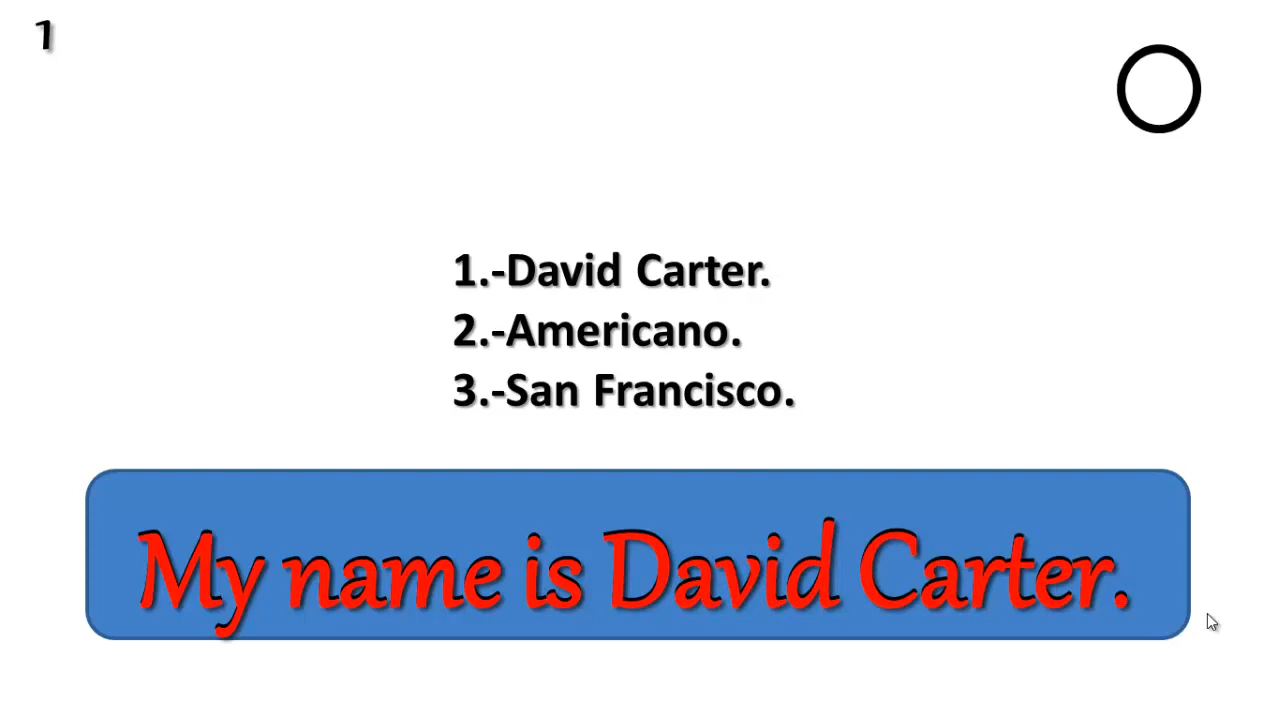 1
1.-David Carter.
2.-Americano.
3.-San Francisco.
My name is David Carter.